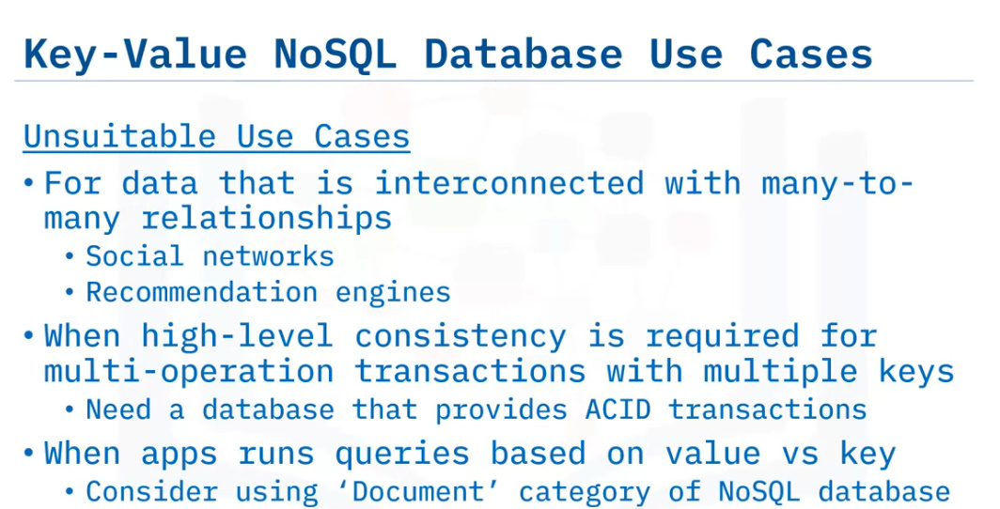 Key-Value NoSQL Database Use Cases
Unsuitable Use Cases
• For data that is interconnected with many-to-
many relationships
• Social networks
• Recommendation engines
• When high-level consistency is required for
multi-operation transactions with multiple keys
• Need a database that provides ACID transactions
• When apps runs queries based on value vs key
• Consider using ‘Document’ category of NoSQL database